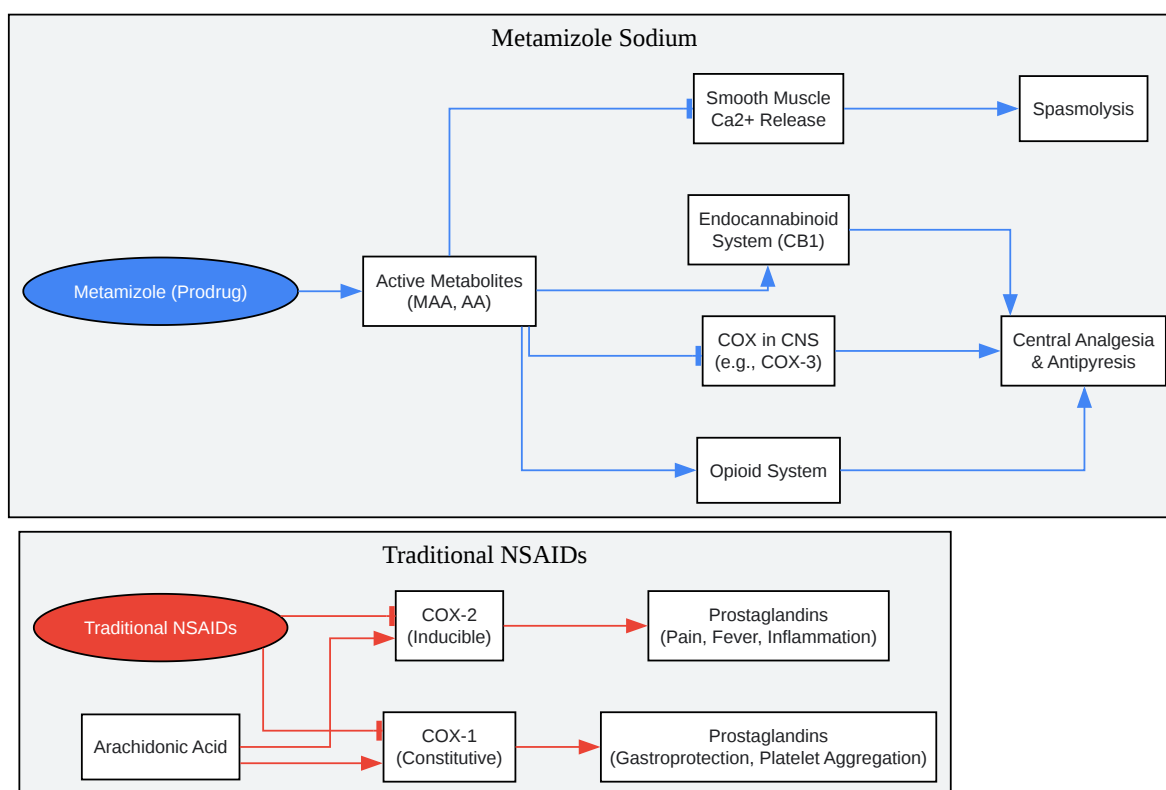 Metamizole Sodium
Smooth Muscle
Ca2+ Release
Spasmolysis
Endocannabinoid
System (CB1)
Metamizole (Prodrug)
Active Metabolites
(MAA, AA)
COX in CNS
(e.g., COX-3)
Central Analgesia
& Antipyresis
Opioid System
Traditional NSAIDs
Traditional NSAIDs
COX-2
(Inducible)
Prostaglandins
(Pain, Fever, Inflammation)
Arachidonic Acid
COX-1
(Constitutive)
Prostaglandins
(Gastroprotection, Platelet Aggregation)